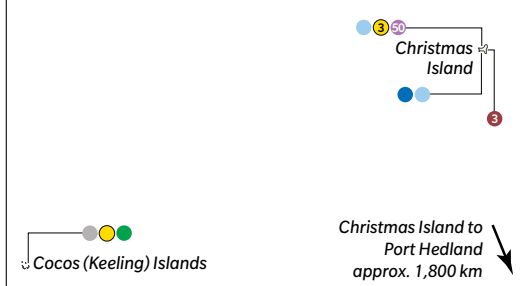 3 50
Christmas
Island
3
Cocos (Keeling) Islands
Christmas Island to
Port Hedland
approx. 1,800 km